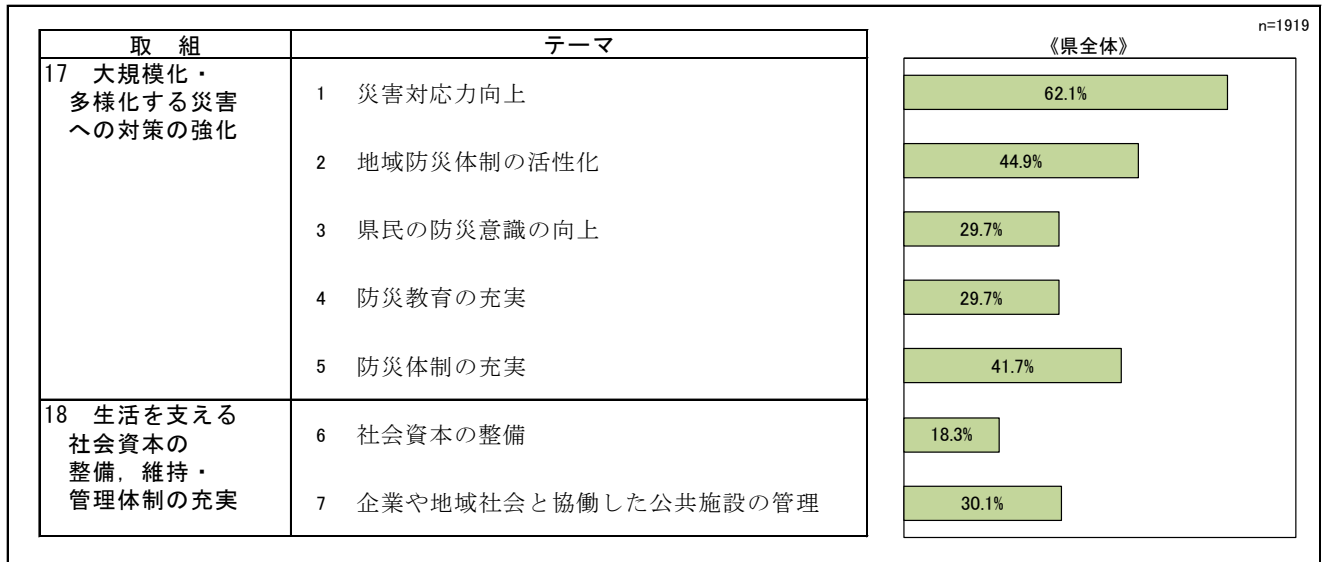 n=1919
取　組
テーマ
《県全体》
17　大規模化・
多様化する災害
への対策の強化
1　災害対応力向上
62.1%
2　地域防災体制の活性化
44.9%
3　県民の防災意識の向上
29.7%
4　防災教育の充実
29.7%
5　防災体制の充実
41.7%
18　生活を支える
社会資本の
整備，維持・
管理体制の充実
6　社会資本の整備
18.3%
7　企業や地域社会と協働した公共施設の管理
30.1%